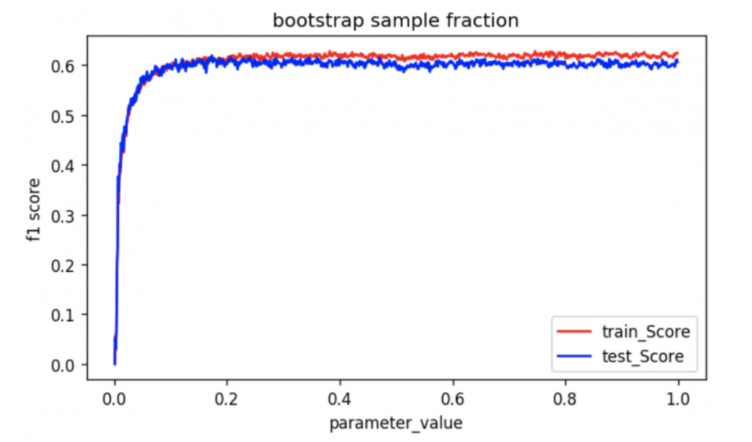 bootstrap sample fraction
0.6
0.5
0.4
0.3
0.2
0.1
0.0
f1 score
train_Score
test_Score
0.0 0.2 0.4 0.6 0.8 1.0
parameter_value